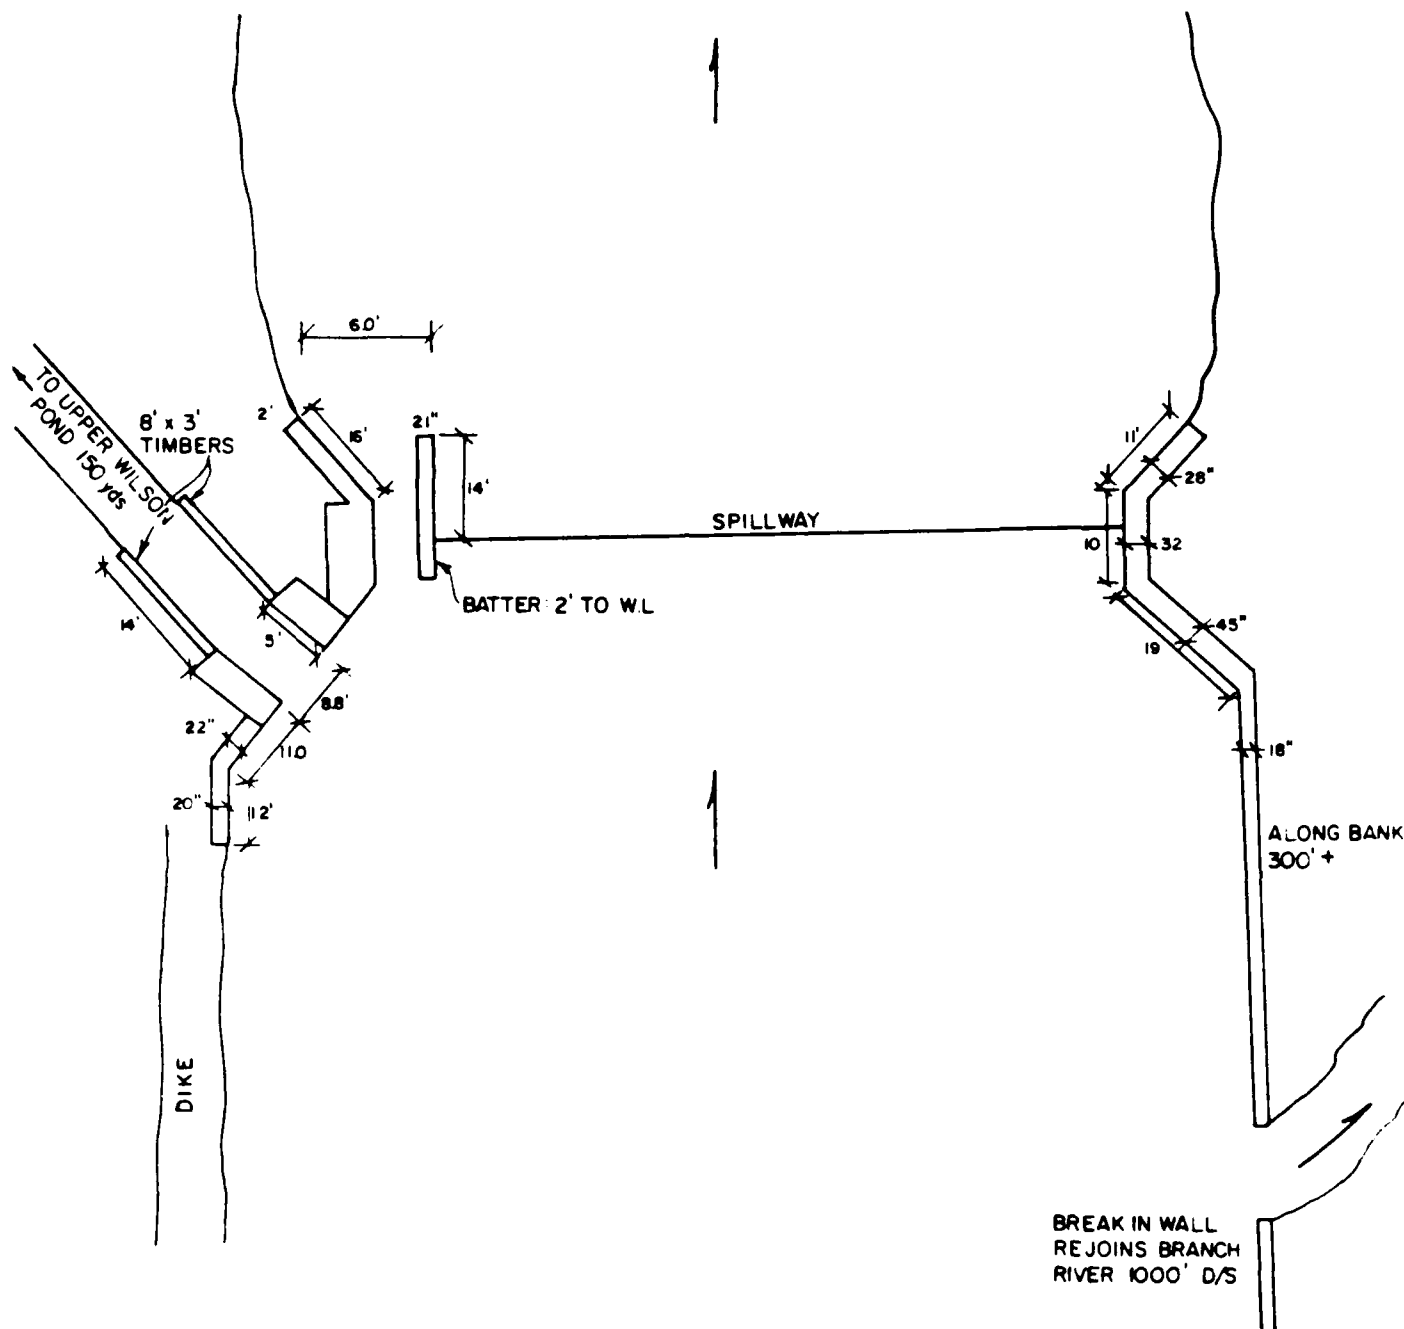 6.0'
TO UPPER WILSON
POND 150 yds
8' x 3'
TIMBERS
2'
16'
21"
14'
SPILLWAY
BATTER: 2' TO W.L
11'
28"
10
32
45"
19
14'
5'
8.8'
22"
11.0
20"
11.2'
18"
ALONG BANK
300' +
DIKE
BREAK IN WALL
REJOINS BRANCH
RIVER 1000' D/S